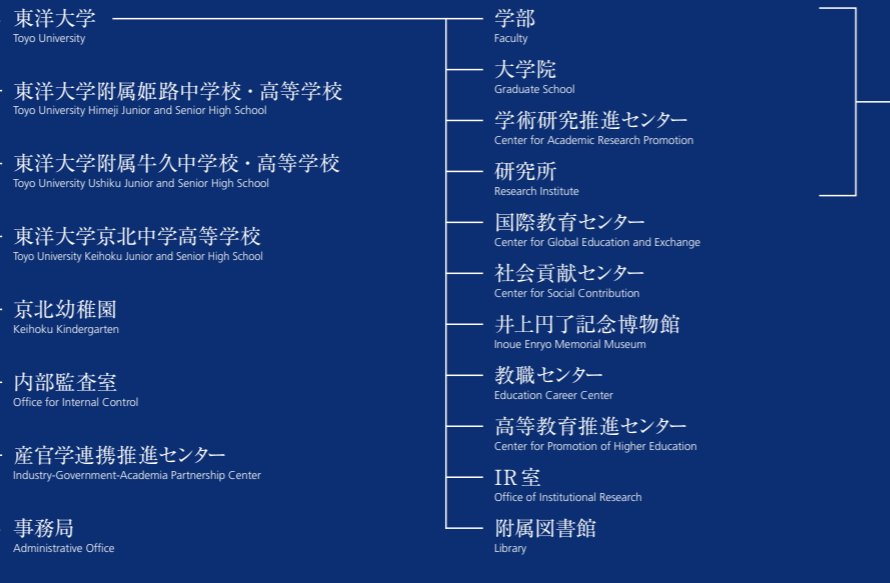 東洋大学
Toyo University
東洋大学附属姫路中学校・高等学校
Toyo University Himeji Junior and Senior High School
東洋大学附属牛久中学校・高等学校
Toyo University Ushiku Junior and Senior High School
東洋大学京北中学高等学校
Toyo University Keihoku Junior and Senior High School
京北幼稚園
Keihoku Kindergarten
内部監査室
Office for Internal Control
産官学連携推進センター
Industry-Government-Academia Partnership Center
事務局
Administrative Office
学部
Faculty
大学院
Graduate School
学術研究推進センター
Center for Academic Research Promotion
研究所
Research Institute
国際教育センター
Center for Global Education and Exchange
社会貢献センター
Center for Social Contribution
井上円了記念博物館
Inoue Enryo Memorial Museum
教職センター
Education Career Center
高等教育推進センター
Center for Promotion of Higher Education
IR室
Office of Institutional Research
附属図書館
Library